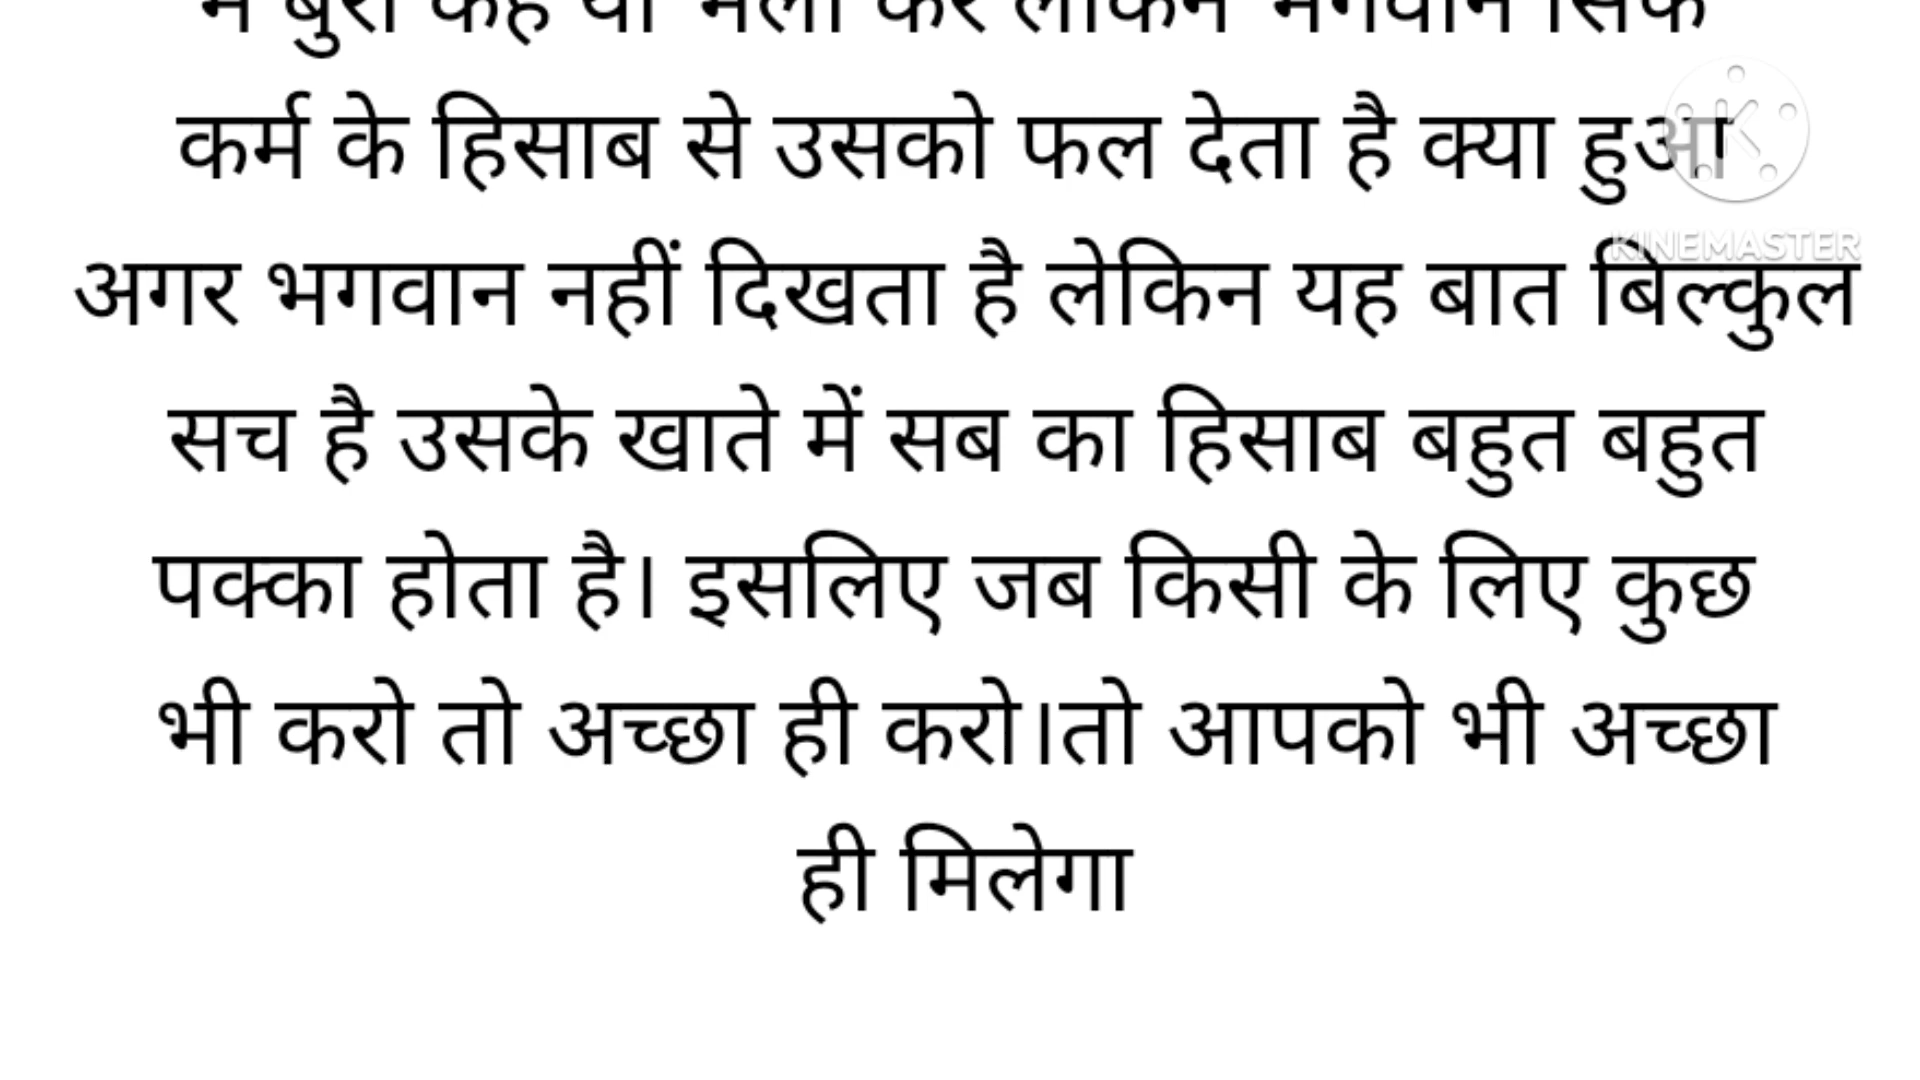 कर्म के हिसाब से उसको फल देता है क्या हुआ
KINEMASTER
अगर भगवान नहीं दिखता है लेकिन यह बात बिल्कुल
सच है उसके खाते में सब का हिसाब बहुत बहुत
पक्का होता है। इसलिए जब किसी के लिए कुछ
भी करो तो अच्छा ही करो।तो आपको भी अच्छा
ही मिलेगा